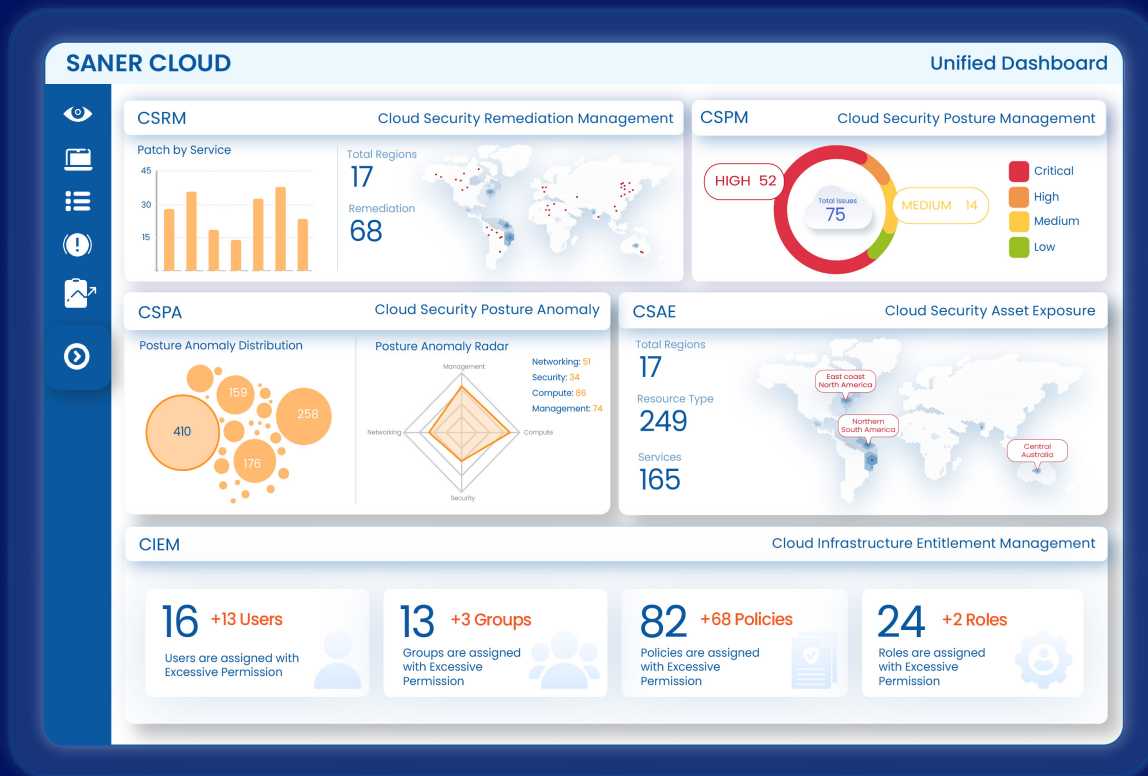 SANER CLOUD
Unified Dashboard
CSRM
Cloud Security Remediation Management
Patch by Service
45
30
15
Total Regions
17
Remediation
68
CSPM
Cloud Security Posture Management
HIGH 52
Total Issues
75
MEDIUM 14
Critical
High
Medium
Low
CSPA
Cloud Security Posture Anomaly
Posture Anomaly Distribution
159
258
410
176
Posture Anomaly Radar
Management
Networking
Compute
Security
Networking: 51
Security: 34
Compute: 86
Management: 74
CSAE
Cloud Security Asset Exposure
Total Regions
17
Resource Type
249
Services
165
East coast
North America
Northern
South America
Central
Australia
CIEM
Cloud Infrastructure Entitlement Management
16 +13 Users
Users are assigned with
Excessive Permission
13 +3 Groups
Groups are assigned
with Excessive
Permission
82 +68 Policies
Policies are assigned
with Excessive
Permission
24 +2 Roles
Roles are assigned
with Excessive
Permission